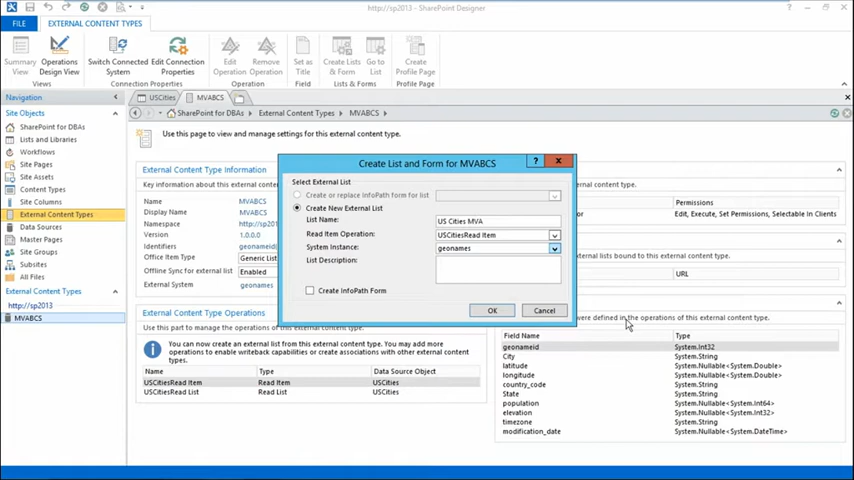 http://sp2013 - SharePoint Designer
FILE
EXTERNAL CONTENT TYPES
Summary View
Operations Design View
Switch Connected System
Edit Connection Properties
Edit Operation
Remove Operation
Set as Title
Create Lists & Form
Go to List
Create Profile Page
Views
Connection Properties
Operation
Field
Lists & Forms
Profile Page
Navigation
USCities
MVABCS
Site Objects
SharePoint for DBAs
External Content Types
MVABCS
SharePoint for DBAs
Lists and Libraries
Workflows
Site Pages
Site Assets
Content Types
Site Columns
External Content Types
Data Sources
Master Pages
Site Groups
Subsites
All Files
External Content Types
http://sp2013
MVABCS
Use this page to view and manage settings for this external content type.
External Content Type Information
Key information about this external
Name MVABCS
Display Name MVABCS
Namespace http://sp201
Version 1.0.0.0
Identifiers geonameid(
Office Item Type Generic List
Offline Sync for external list Enabled
External System geonames
External Content Type Operations
Use this part to manage the operations of this external content type.
You can now create an external list from this external content type. You may add more
operations to enable writeback capabilities or create associations with other external
content types.
Name Type Data Source Object
USCitiesRead Item Read Item USCities
USCitiesRead List Read List USCities
Create List and Form for MVABCS
?
Select External List
Create or replace InfoPath form for list
Create New External List
List Name: US Cities MVA
Read Item Operation: USCitiesRead Item
System Instance: geonames
List Description:
Create InfoPath Form
OK
Cancel
external content type.
Permissions
Edit, Execute, Set Permissions, Selectable In Clients
external lists bound to this external content type.
URL
were defined in the operations of this external content type.
Field Name Type
geonameid System.Int32
City System.String
latitude System.Nullable<System.Double>
longitude System.Nullable<System.Double>
country_code System.String
State System.String
population System.Nullable<System.Int64>
elevation System.Nullable<System.Int32>
timezone System.String
modification_date System.Nullable<System.DateTime>